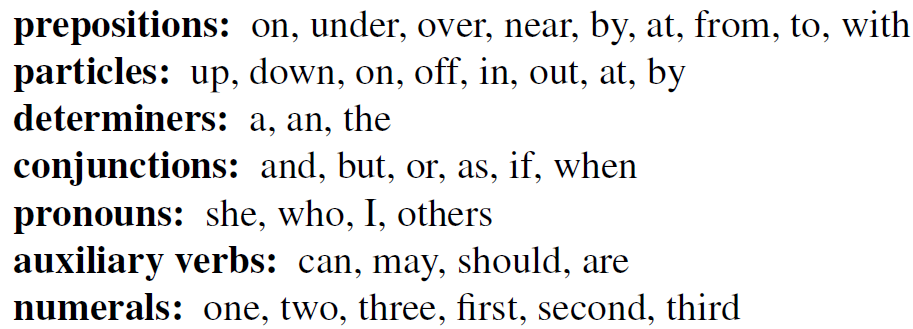 prepositions: on, under, over, near, by, at, from, to, with
particles: up, down, on, off, in, out, at, by
determiners: a, an, the
conjunctions: and, but, or, as, if, when
pronouns: she, who, I, others
auxiliary verbs: can, may, should, are
numerals: one, two, three, first, second, third